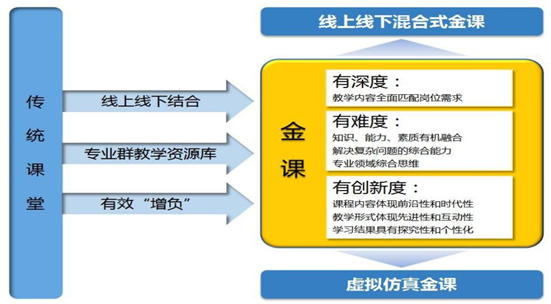 线上线下混合式金课
传统课堂
线上线下结合
专业群教学资源库
有效“增负”
金课
有深度：
教学内容全面匹配岗位需求
有难度：
知识、能力、素质有机融合
解决复杂问题的综合能力
专业领域综合思维
有创新度：
课程内容体现前沿性和时代性
教学形式体现先进性和互动性
学习结果具有探究性和个性化
虚拟仿真金课